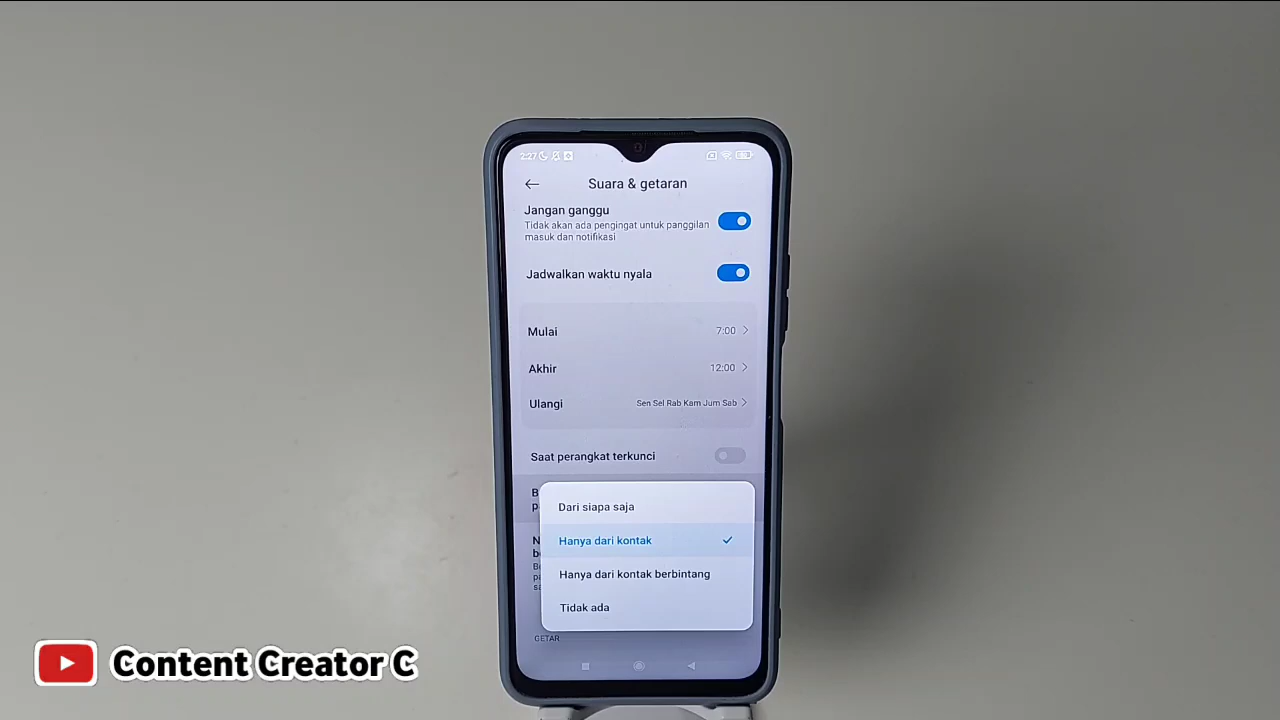 2:27
Suara & getaran
Jangan ganggu
Tidak akan ada pengingat untuk panggilan
masuk dan notifikasi
Jadwalkan waktu nyala
Mulai
7:00
Akhir
12:00
Ulangi
Sen Sel Rab Kam Jum Sab
Saat perangkat terkunci
Dari siapa saja
Hanya dari kontak
Hanya dari kontak berbintang
Tidak ada
GETAR
Content Creator C